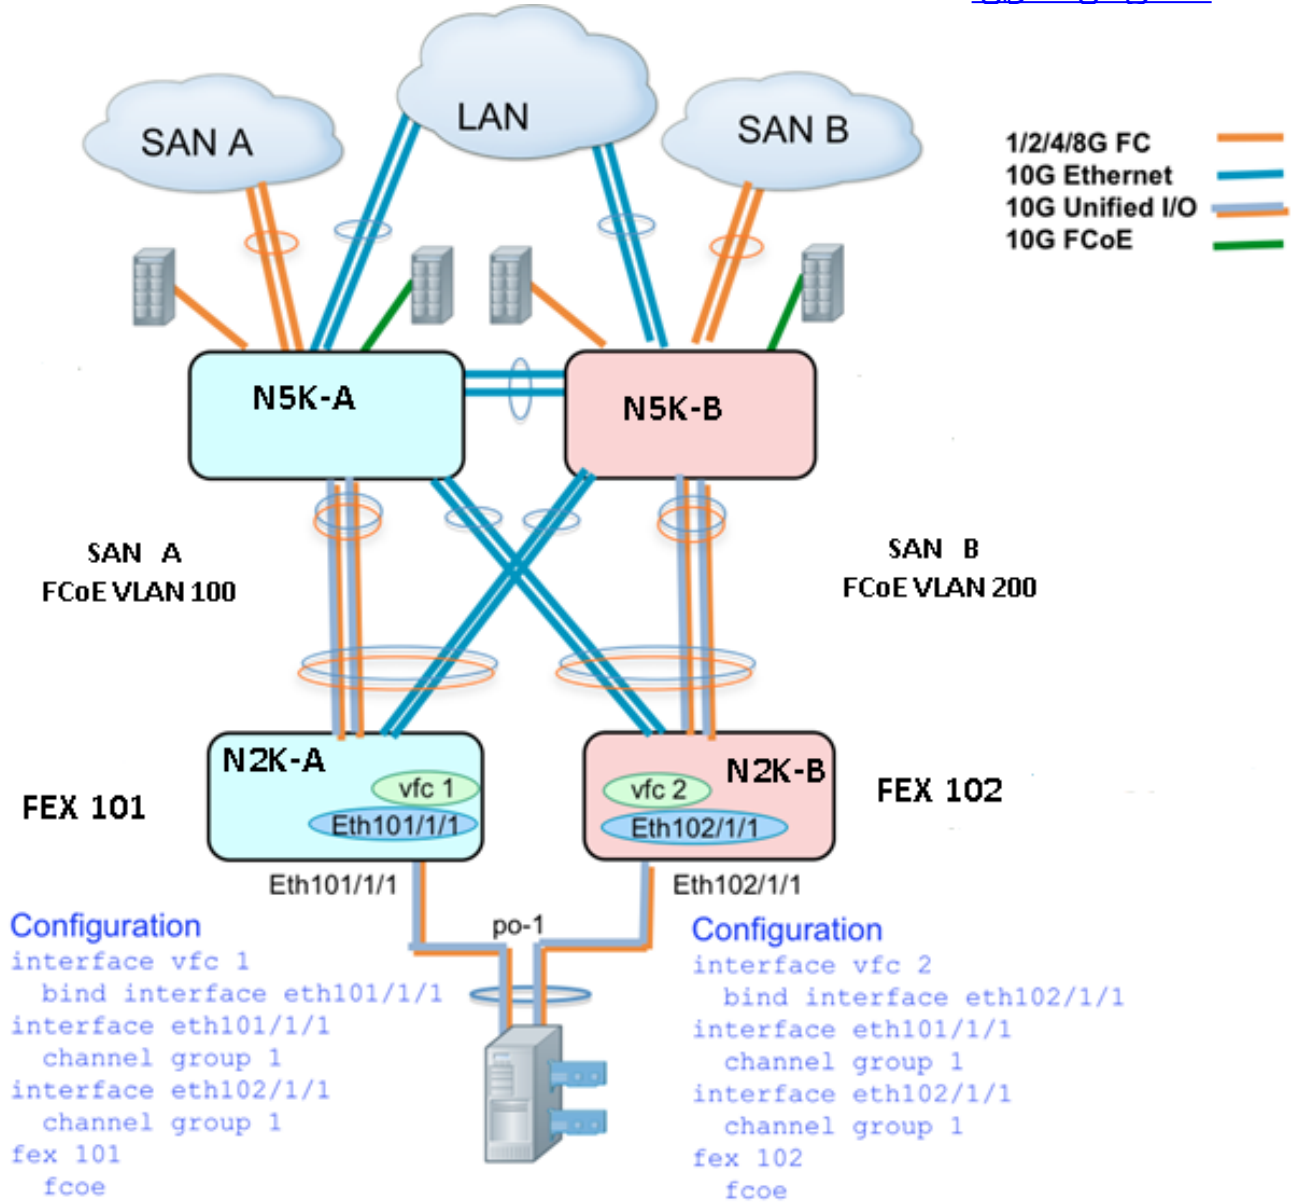 LAN
SAN A
SAN B
1/2/4/8G FC
10G Ethernet
10G Unified I/O
10G FCoE
N5K-A
N5K-B
SAN A
FCoE VLAN 100
SAN B
FCoE VLAN 200
N2K-A
vfc 1
Eth101/1/1
N2K-B
vfc 2
Eth102/1/1
FEX 101
FEX 102
Eth101/1/1
Eth102/1/1
po-1
Configuration
interface vfc 1
bind interface eth101/1/1
interface eth101/1/1
channel group 1
interface eth102/1/1
channel group 1
fex 101
fcoe
Configuration
interface vfc 2
bind interface eth102/1/1
interface eth101/1/1
channel group 1
interface eth102/1/1
channel group 1
fex 102
fcoe